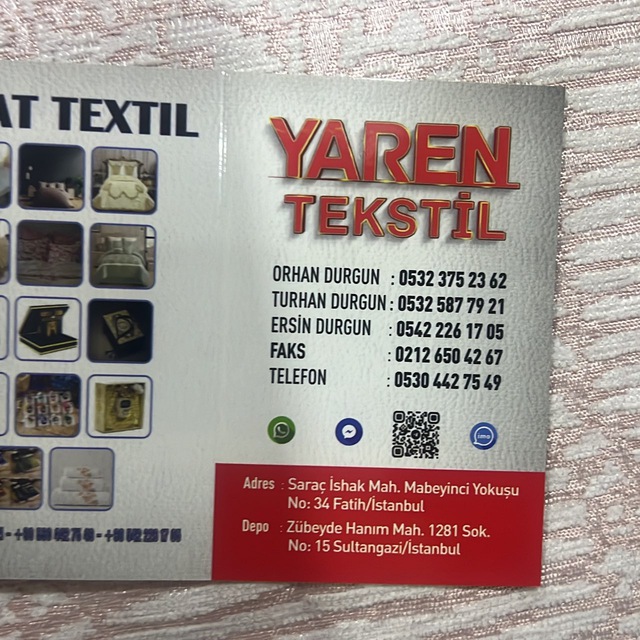 AT TEXTIL
YAREN
TEKSTİL
ORHAN DURGUN : 0532 375 23 62
TURHAN DURGUN : 0532 587 79 21
ERSİN DURGUN : 0542 226 17 05
FAKS : 0212 650 42 67
TELEFON : 0530 442 75 49
imo
Adres : Saraç İshak Mah. Mabeyinci Yokuşu
No: 34 Fatih/İstanbul
Depo : Zübeyde Hanım Mah. 1281 Sok.
No: 15 Sultangazi/İstanbul